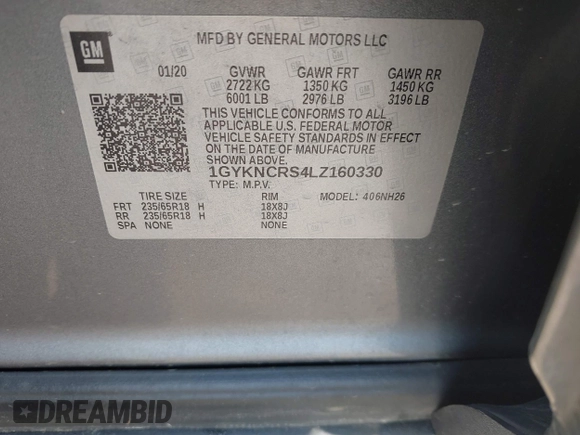 GM
MFD BY GENERAL MOTORS LLC
01/20 GVWR GAWR FRT GAWR RR
2722 KG 1350 KG 1450 KG
6001 LB 2976 LB 3196 LB
THIS VEHICLE CONFORMS TO ALL
APPLICABLE U.S. FEDERAL MOTOR
VEHICLE SAFETY STANDARDS IN EFFECT
ON THE DATE OF MANUFACTURE
SHOWN ABOVE.
1GYKNCRS4LZ160330
TYPE: M.P.V. MODEL: 406NH26
TIRE SIZE RIM
FRT 235/65R18 H 18X8J
RR 235/65R18 H 18X8J
SPA NONE NONE
DREAMBID